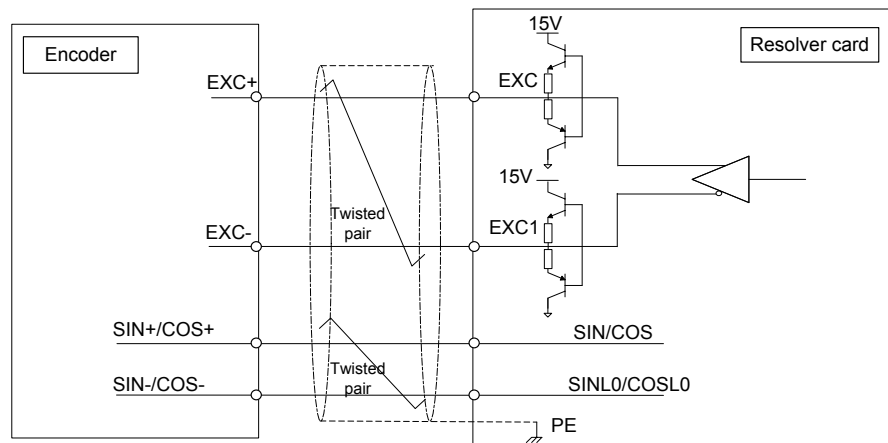 Encoder
15V
Resolver card
EXC+
EXC
15V
Twisted
pair
EXC-
EXC1
SIN+/COS+
SIN/COS
Twisted
pair
SIN-/COS-
SINL0/COSL0
PE